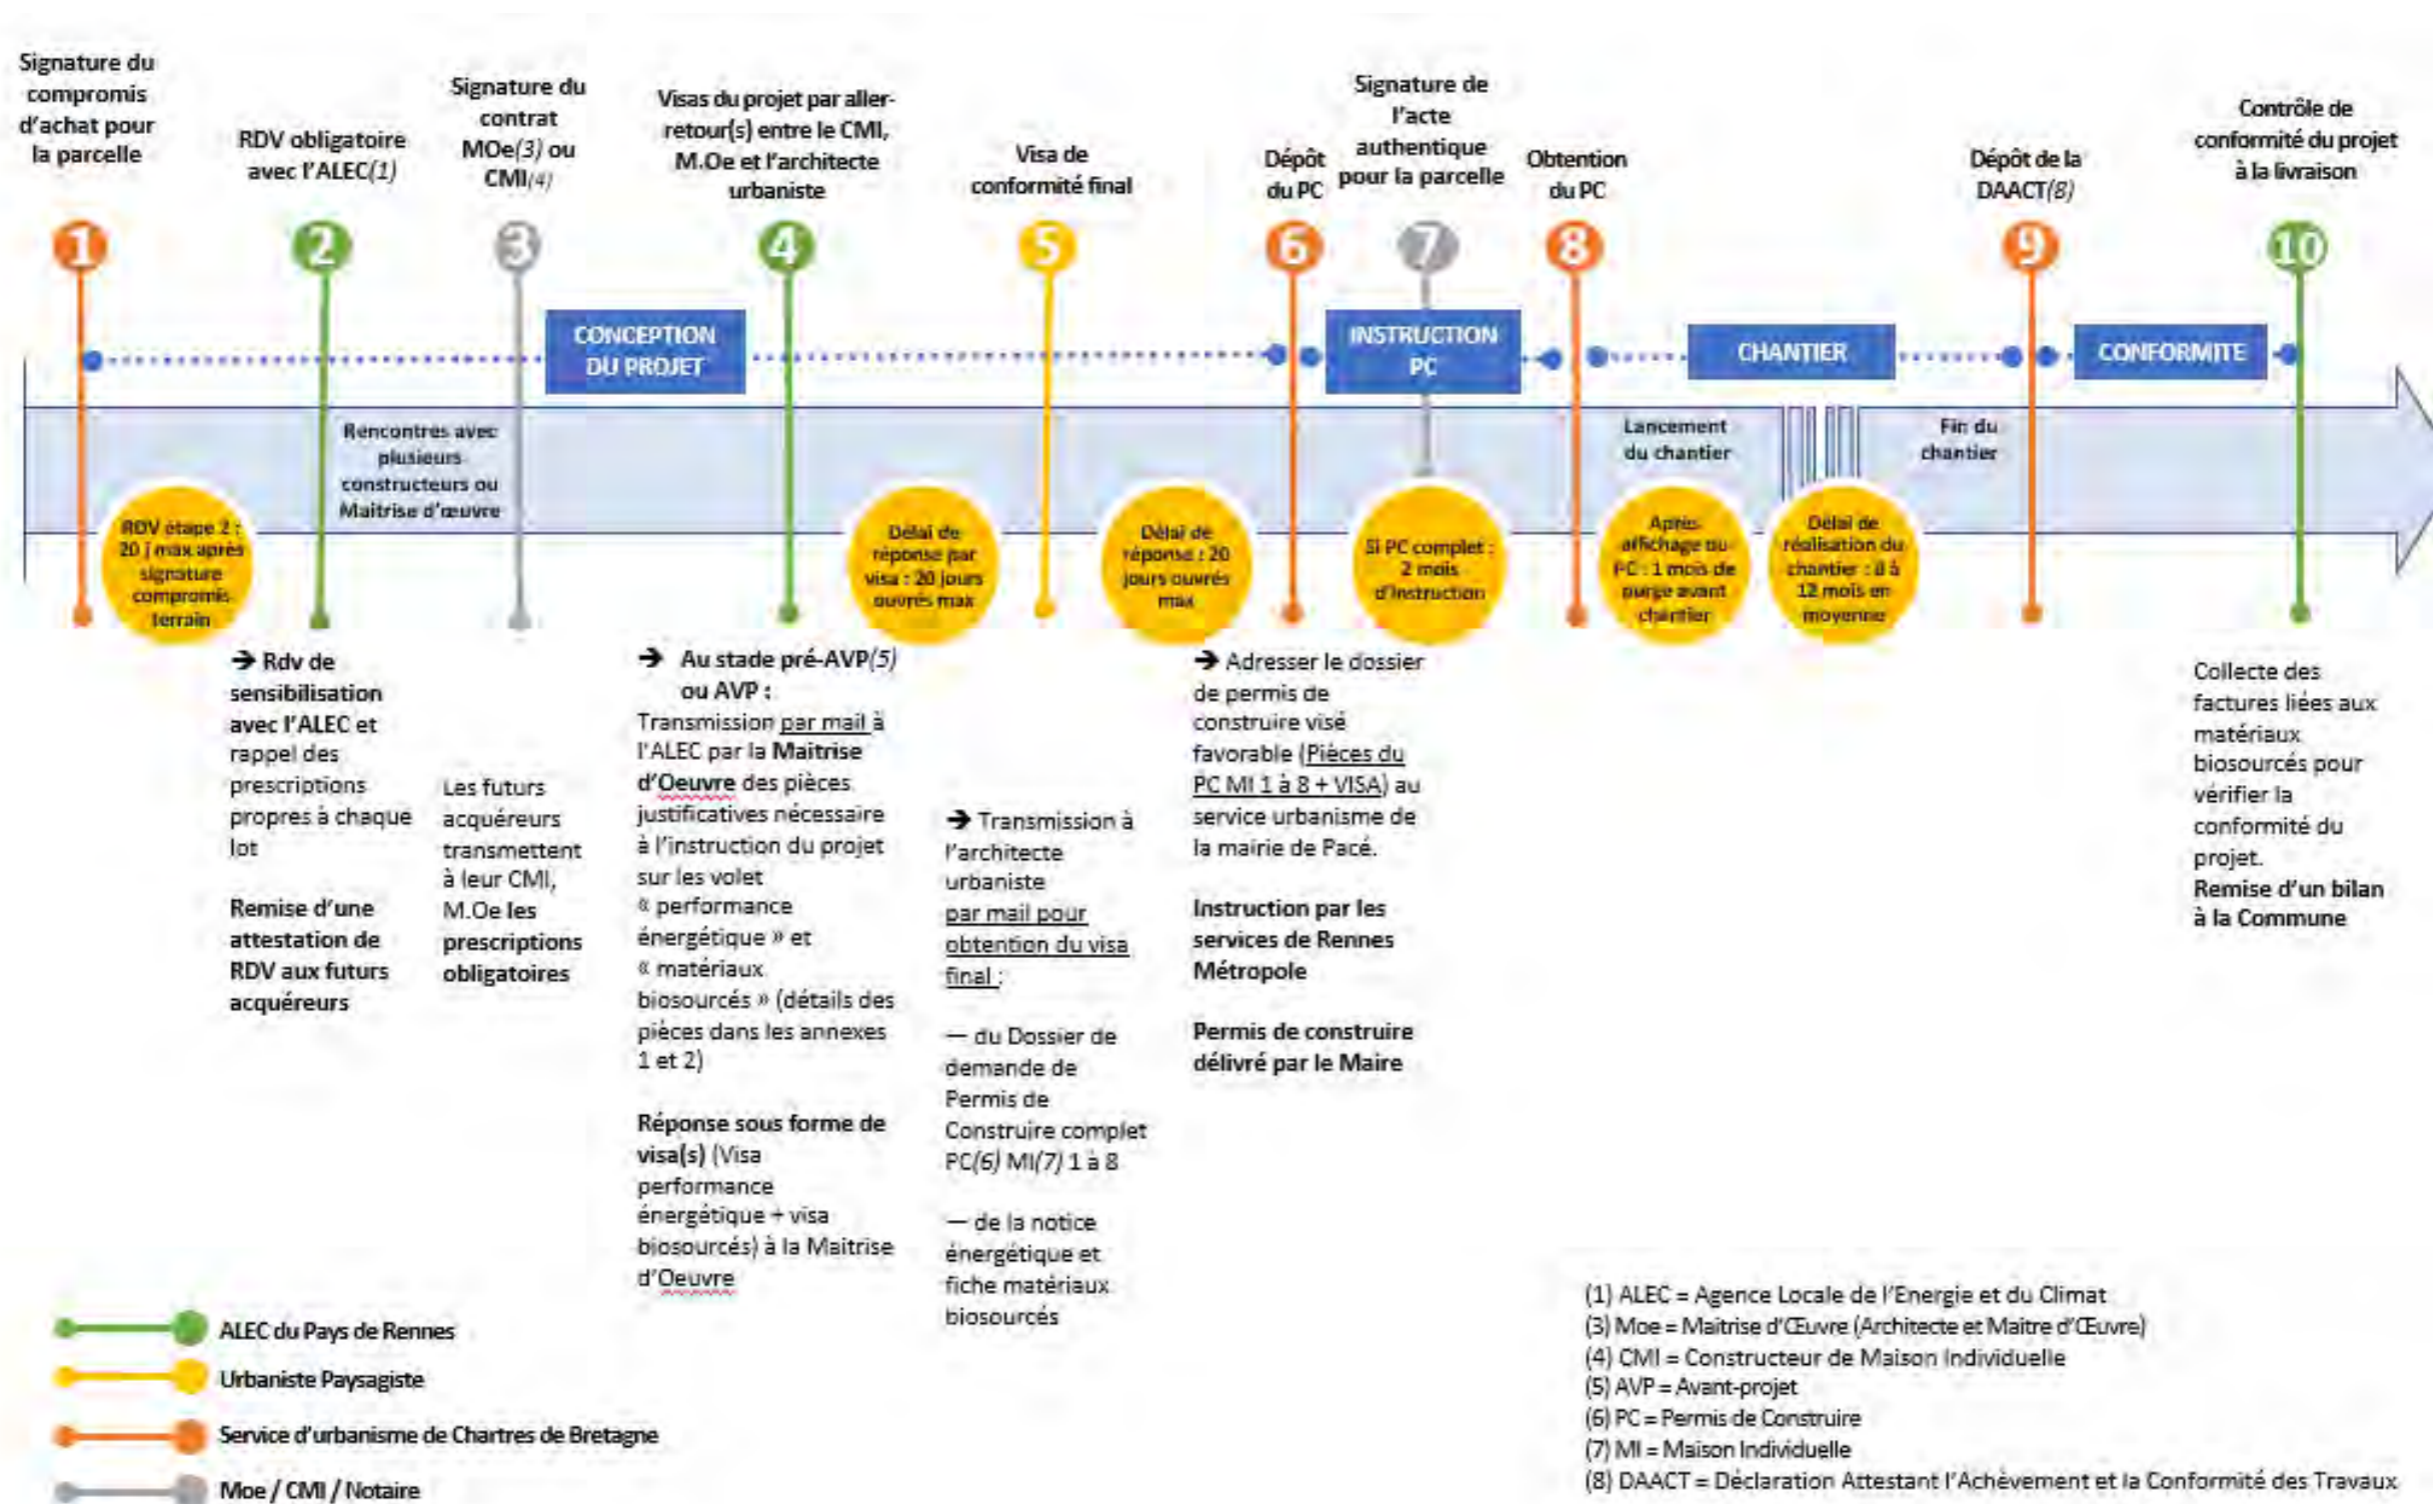 Signature du
compromis
d'achat pour
la parcelle
RDV obligatoire
avec l'ALEC(1)
Signature du
contrat
MOe(3) ou
CMI(4)
Visas du projet par aller-
retour(s) entre le CMI,
M.Oe et l'architecte
urbaniste
Visa de
conformité final
Dépôt
du PC
Signature de
l'acte
authentique
pour la parcelle
Obtention
du PC
Dépôt de la
DAACT(8)
Contrôle de
conformité du projet
à la livraison
1
2
3
4
5
6
7
8
9
10
CONCEPTION
DU PROJET
INSTRUCTION
PC
CHANTIER
CONFORMITE
Rencontres avec
plusieurs
constructeurs ou
Maitrise d'œuvre
Lancement
du chantier
Fin du
chantier
RDV étape 2 :
20 j max après
signature
compromis
terrain
Délai de
réponse par
visa : 20 jours
ouvrés max
Délai de
réponse : 20
jours ouvrés
max
Si PC complet :
2 mois
d'instruction
Après
affichage du
PC : 1 mois de
purge avant
chantier
Délai de
réalisation du
chantier : 8 à
12 mois en
moyenne
➔ Rdv de
sensibilisation
avec l'ALEC et
rappel des
prescriptions
propres à chaque
lot
Remise d'une
attestation de
RDV aux futurs
acquéreurs
Les futurs
acquéreurs
transmettent
à leur CMI,
M.Oe les
prescriptions
obligatoires
➔ Au stade pré-AVP(5)
ou AVP :
Transmission par mail à
l'ALEC par la Maitrise
d'Oeuvre des pièces
justificatives nécessaire
à l'instruction du projet
sur les volet
« performance
énergétique » et
« matériaux
biosourcés » (détails des
pièces dans les annexes
1 et 2)
Réponse sous forme de
visa(s) (Visa
performance
énergétique + visa
biosourcés) à la Maitrise
d'Oeuvre
➔ Transmission à
l'architecte
urbaniste
par mail pour
obtention du visa
final :
— du Dossier de
demande de
Permis de
Construire complet
PC(6) MI(7) 1 à 8
— de la notice
énergétique et
fiche matériaux
biosourcés
➔ Adresser le dossier
de permis de
construire visé
favorable (Pièces du
PC MI 1 à 8 + VISA) au
service urbanisme de
la mairie de Pacé.
Instruction par les
services de Rennes
Métropole
Permis de construire
délivré par le Maire
Collecte des
factures liées aux
matériaux
biosourcés pour
vérifier la
conformité du
projet.
Remise d'un bilan
à la Commune
ALEC du Pays de Rennes
Urbaniste Paysagiste
Service d'urbanisme de Chartres de Bretagne
Moe / CMI / Notaire
(1) ALEC = Agence Locale de l'Energie et du Climat
(3) Moe = Maitrise d'Œuvre (Architecte et Maitre d'Œuvre)
(4) CMI = Constructeur de Maison Individuelle
(5) AVP = Avant-projet
(6) PC = Permis de Construire
(7) MI = Maison Individuelle
(8) DAACT = Déclaration Attestant l'Achèvement et la Conformité des Travaux